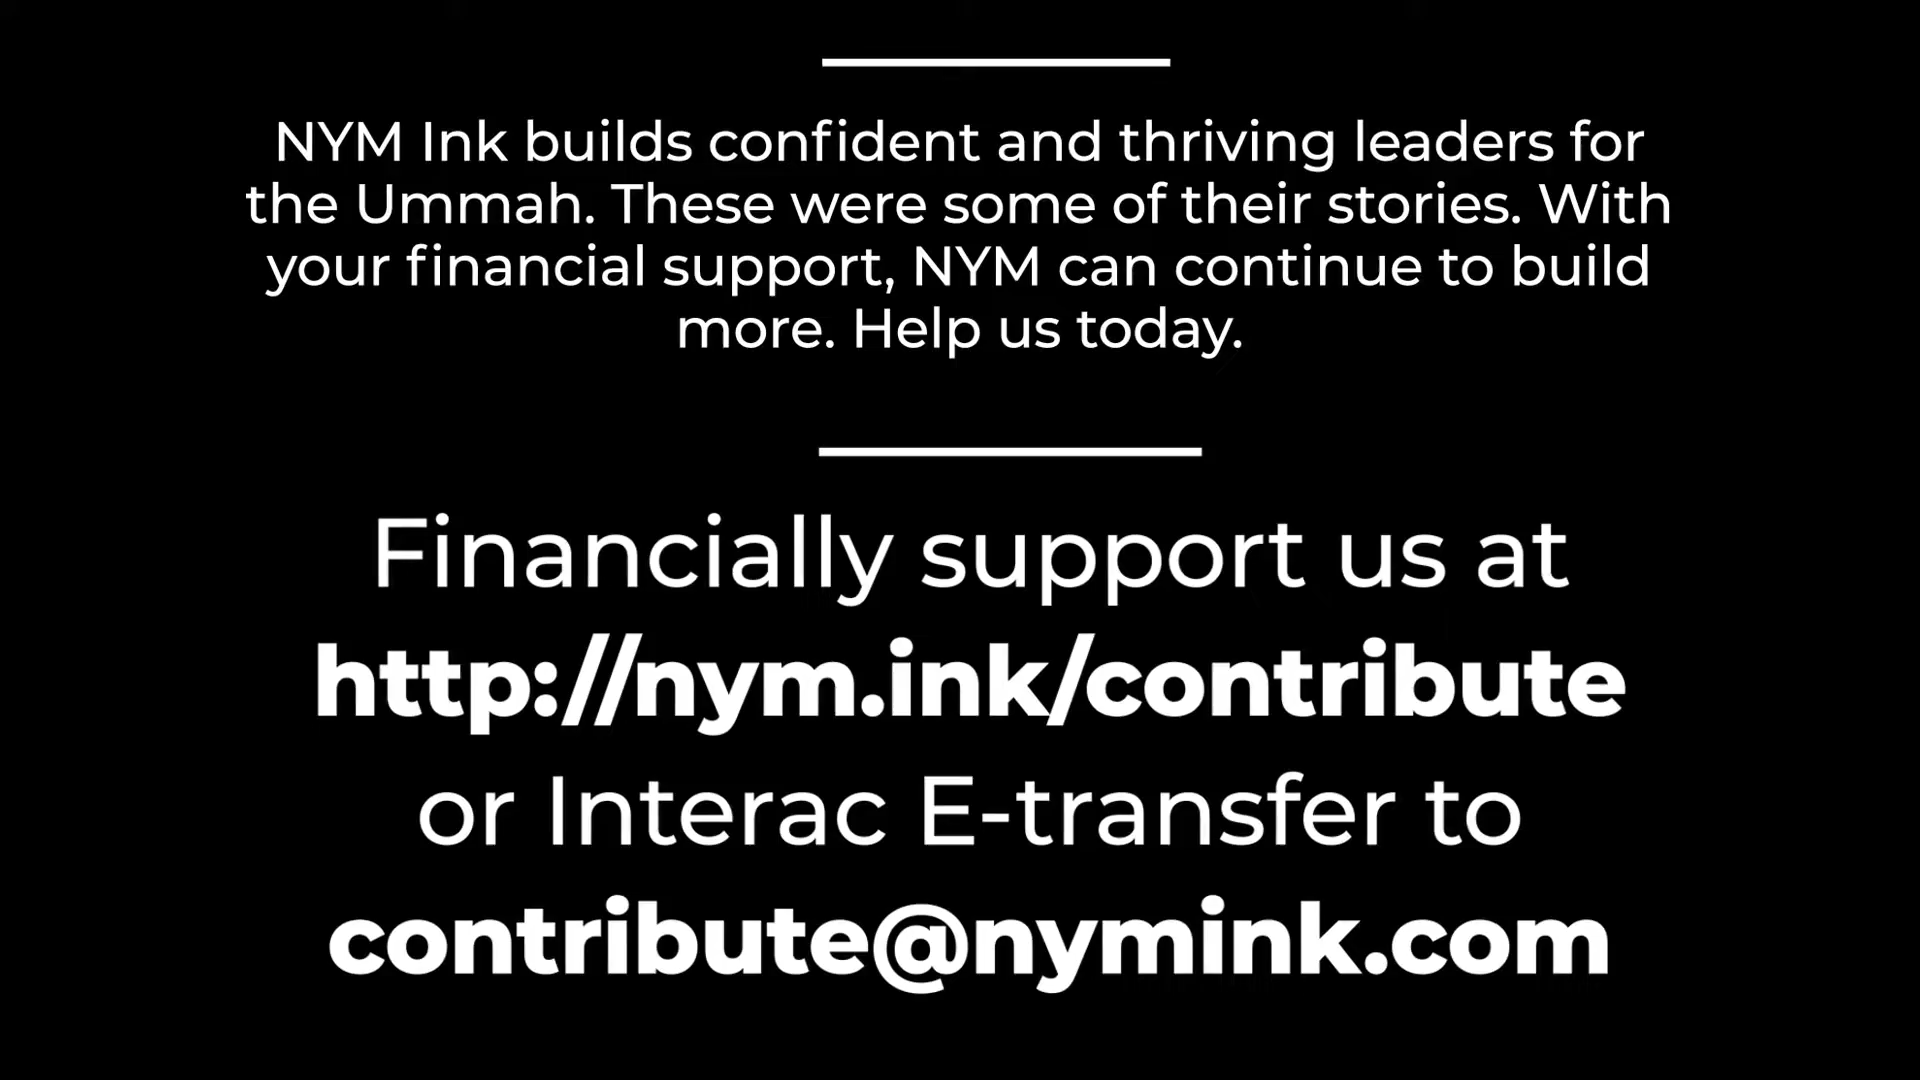 NYM Ink builds confident and thriving leaders for
the Ummah. These were some of their stories. With
your financial support, NYM can continue to build
more. Help us today.
Financially support us at
http://nym.ink/contribute
or Interac E-transfer to
contribute@nymink.com